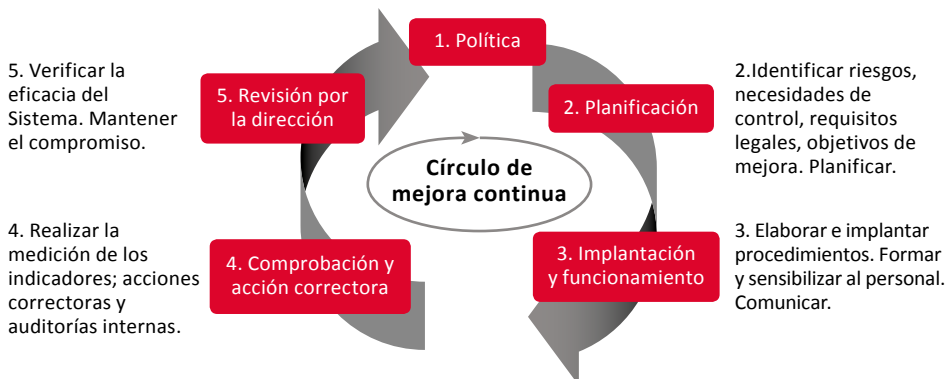 1. Política
5. Verificar la
eficacia del
Sistema. Mantener
el compromiso.
5. Revisión por
la dirección
2. Planificación
2.Identificar riesgos,
necesidades de
control, requisitos
legales, objetivos de
mejora. Planificar.
Círculo de
mejora continua
4. Realizar la
medición de los
indicadores; acciones
correctoras y
auditorías internas.
4. Comprobación y
acción correctora
3. Implantación
y funcionamiento
3. Elaborar e implantar
procedimientos. Formar
y sensibilizar al personal.
Comunicar.